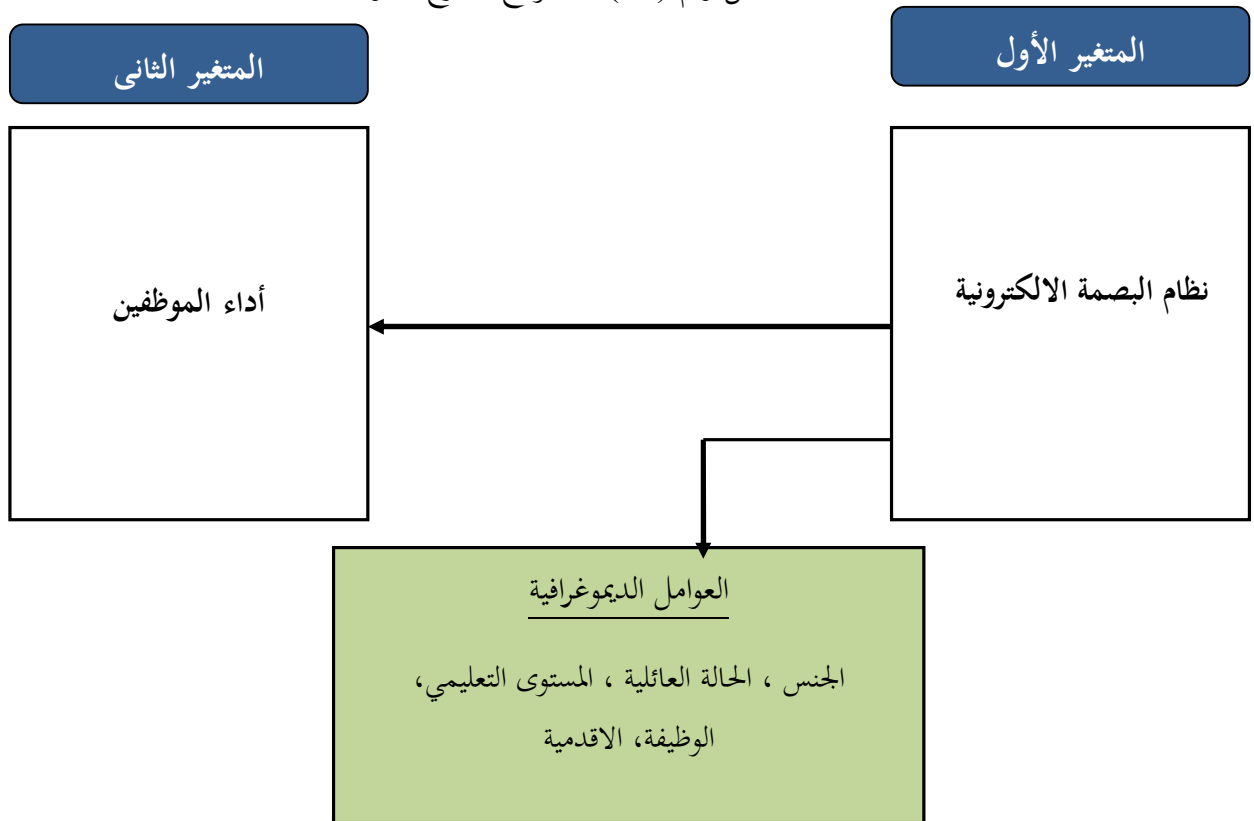 المتغير الأول
المتغير الثانى
نظام البصمة الالكترونية
أداء الموظفين
العوامل الديموغرافية
الجنس ، الحالة العائلية ، المستوى التعليمي،
الوظيفة، الاقدمية